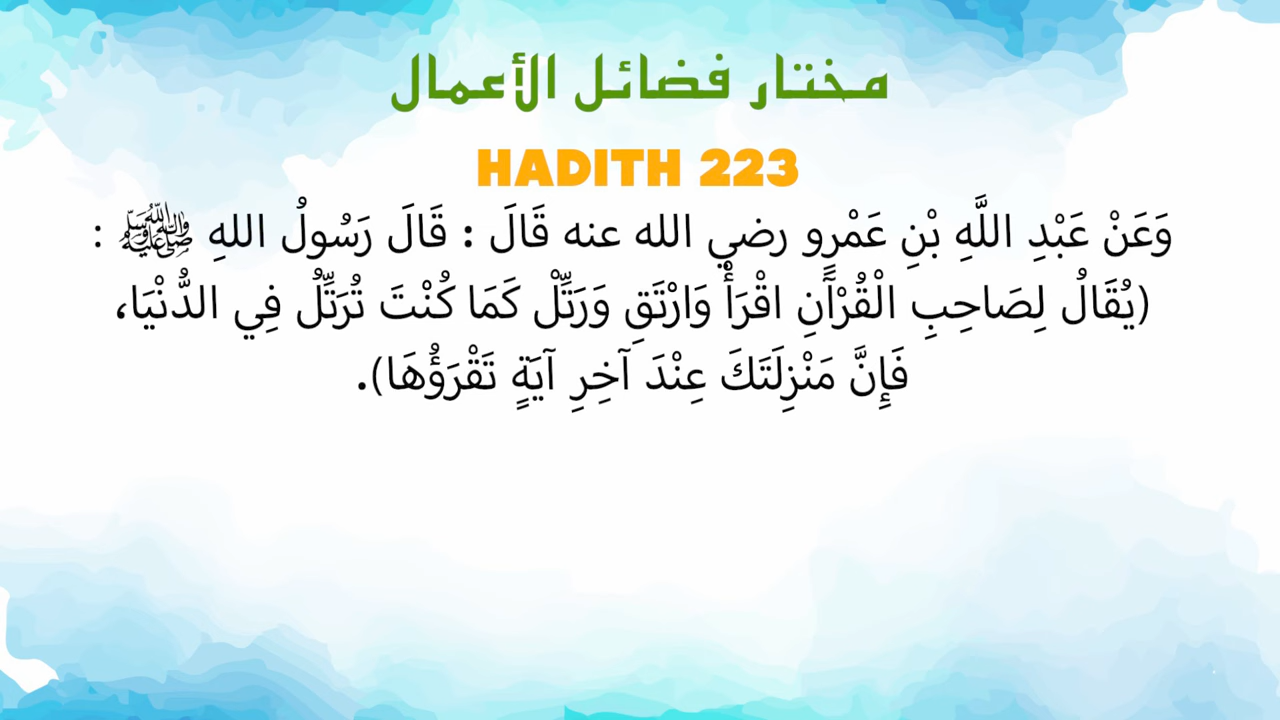 مختار فضائل الأعمال
HADITH 223
وَعَنْ عَبْدِ اللَّهِ بْنِ عَمْرٍو رضي الله عنه قَالَ : قَالَ رَسُولُ اللهِ ﷺ :
(يُقَالُ لِصَاحِبِ الْقُرْآنِ اقْرَأْ وَارْتَقِ وَرَتِّلْ كَمَا كُنْتَ تُرَتِّلُ فِي الدُّنْيَا،
فَإِنَّ مَنْزِلَتَكَ عِنْدَ آخِرِ آيَةٍ تَقْرَؤُهَا).